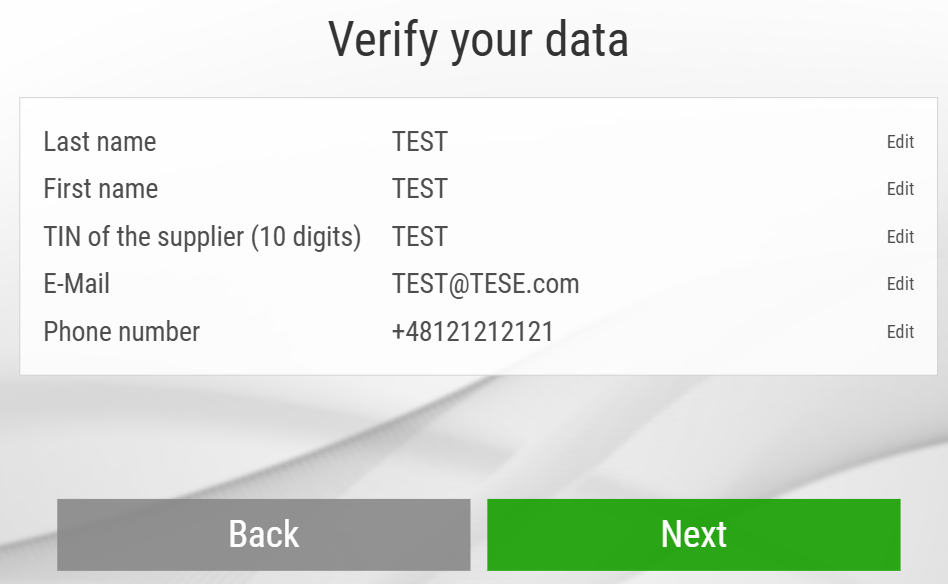 Verify your data
Last name TEST Edit
First name TEST Edit
TIN of the supplier (10 digits) TEST Edit
E-Mail TEST@TESE.com Edit
Phone number +48121212121 Edit
Back Next